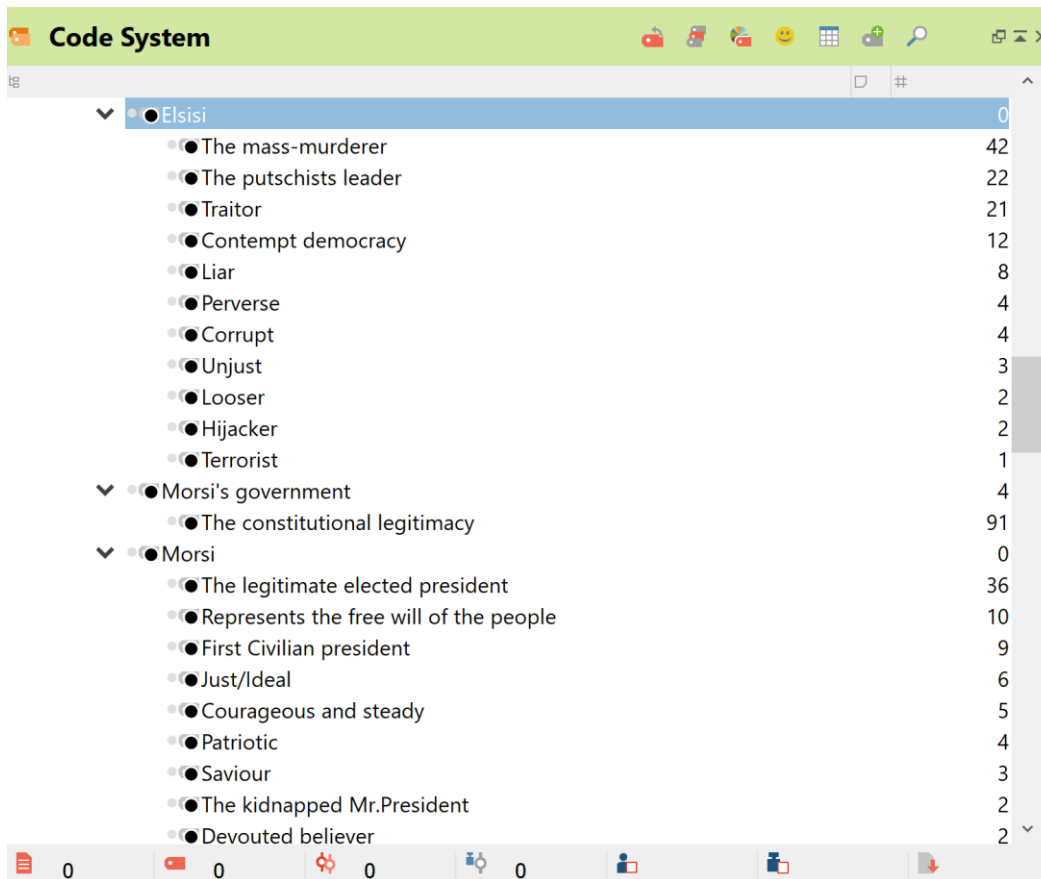 Code System
#
Elsisi 0
The mass-murderer 42
The putschists leader 22
Traitor 21
Contempt democracy 12
Liar 8
Perverse 4
Corrupt 4
Unjust 3
Looser 2
Hijacker 2
Terrorist 1
Morsi's government 4
The constitutional legitimacy 91
Morsi 0
The legitimate elected president 36
Represents the free will of the people 10
First Civilian president 9
Just/Ideal 6
Courageous and steady 5
Patriotic 4
Saviour 3
The kidnapped Mr.President 2
Devouted believer 2
0 0 0 0